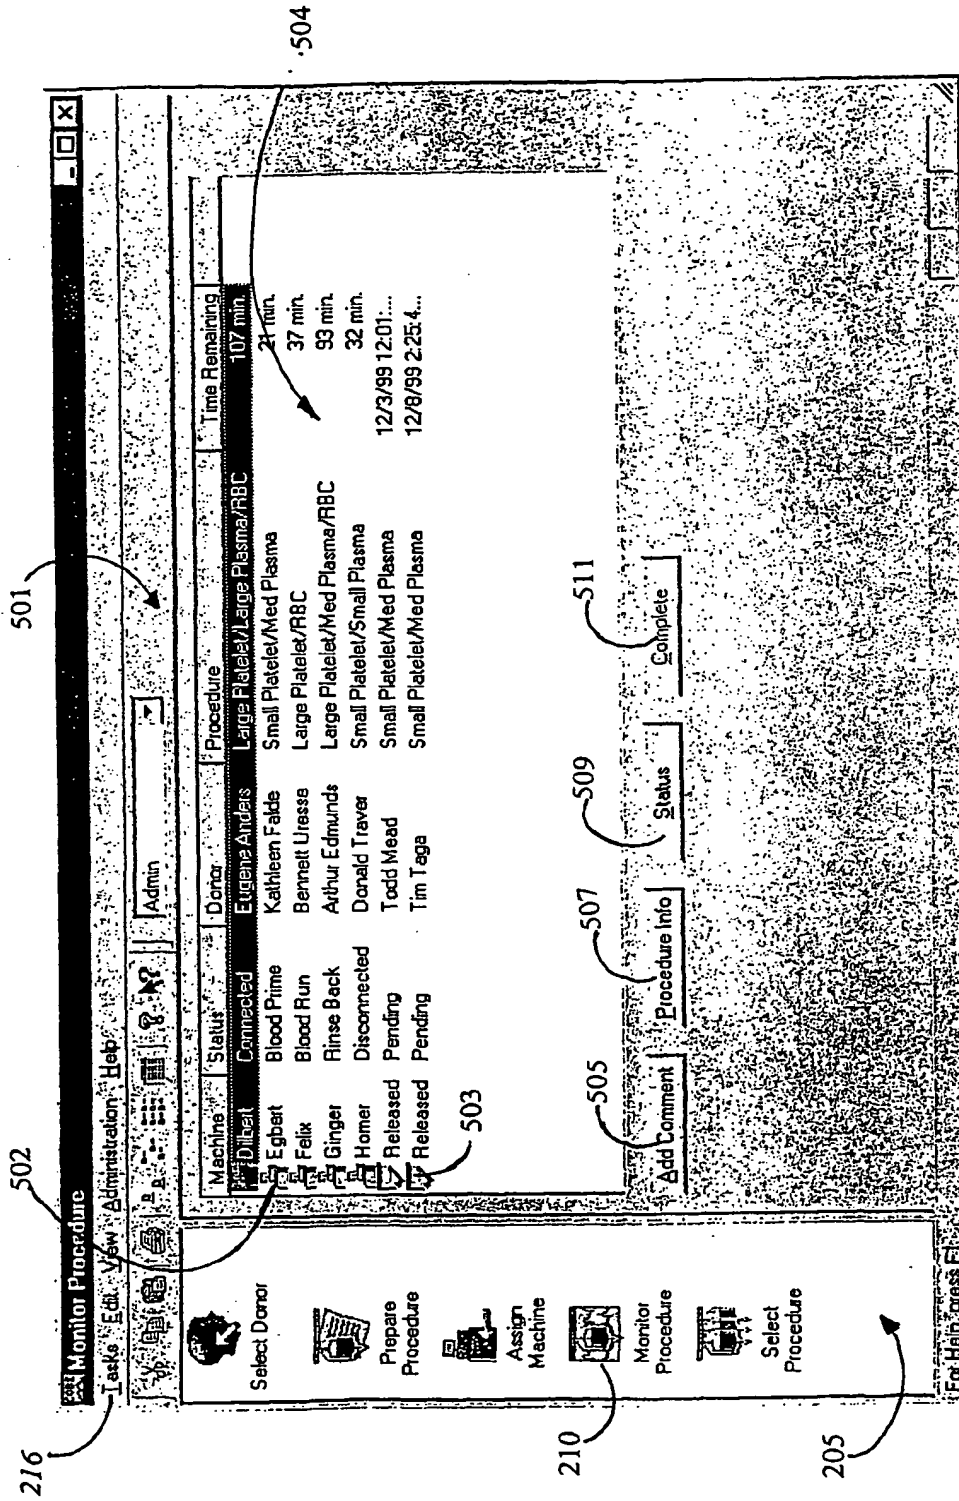 Monitor Procedure
Tasks Edit View Administration Help
Admin
Machine Status Donor Procedure Time Remaining
Dilbert Connected Eugene Anders Large Platelet/Large Plasma/RBC 107 min.
Egbert Blood Prime Kathleen Falde Small Platelet/Med Plasma 21 min.
Felix Blood Run Bennett Uresse Large Platelet/RBC 37 min.
Ginger Rinse Back Arthur Edmunds Large Platelet/Med Plasma/RBC 93 min.
Homer Disconnected Donald Traver Small Platelet/Small Plasma 32 min.
Released Pending Todd Mead Small Platelet/Med Plasma 12/3/99 12:01:...
Released Pending Tim Taga Small Platelet/Med Plasma 12/8/99 2:25:4...
Select Donor
Prepare
Procedure
Assign
Machine
Monitor
Procedure
Select
Procedure
Add Comment
Procedure Info
Status
Complete
For Help Press
216
502
501
504
503
505
507
509
511
210
205